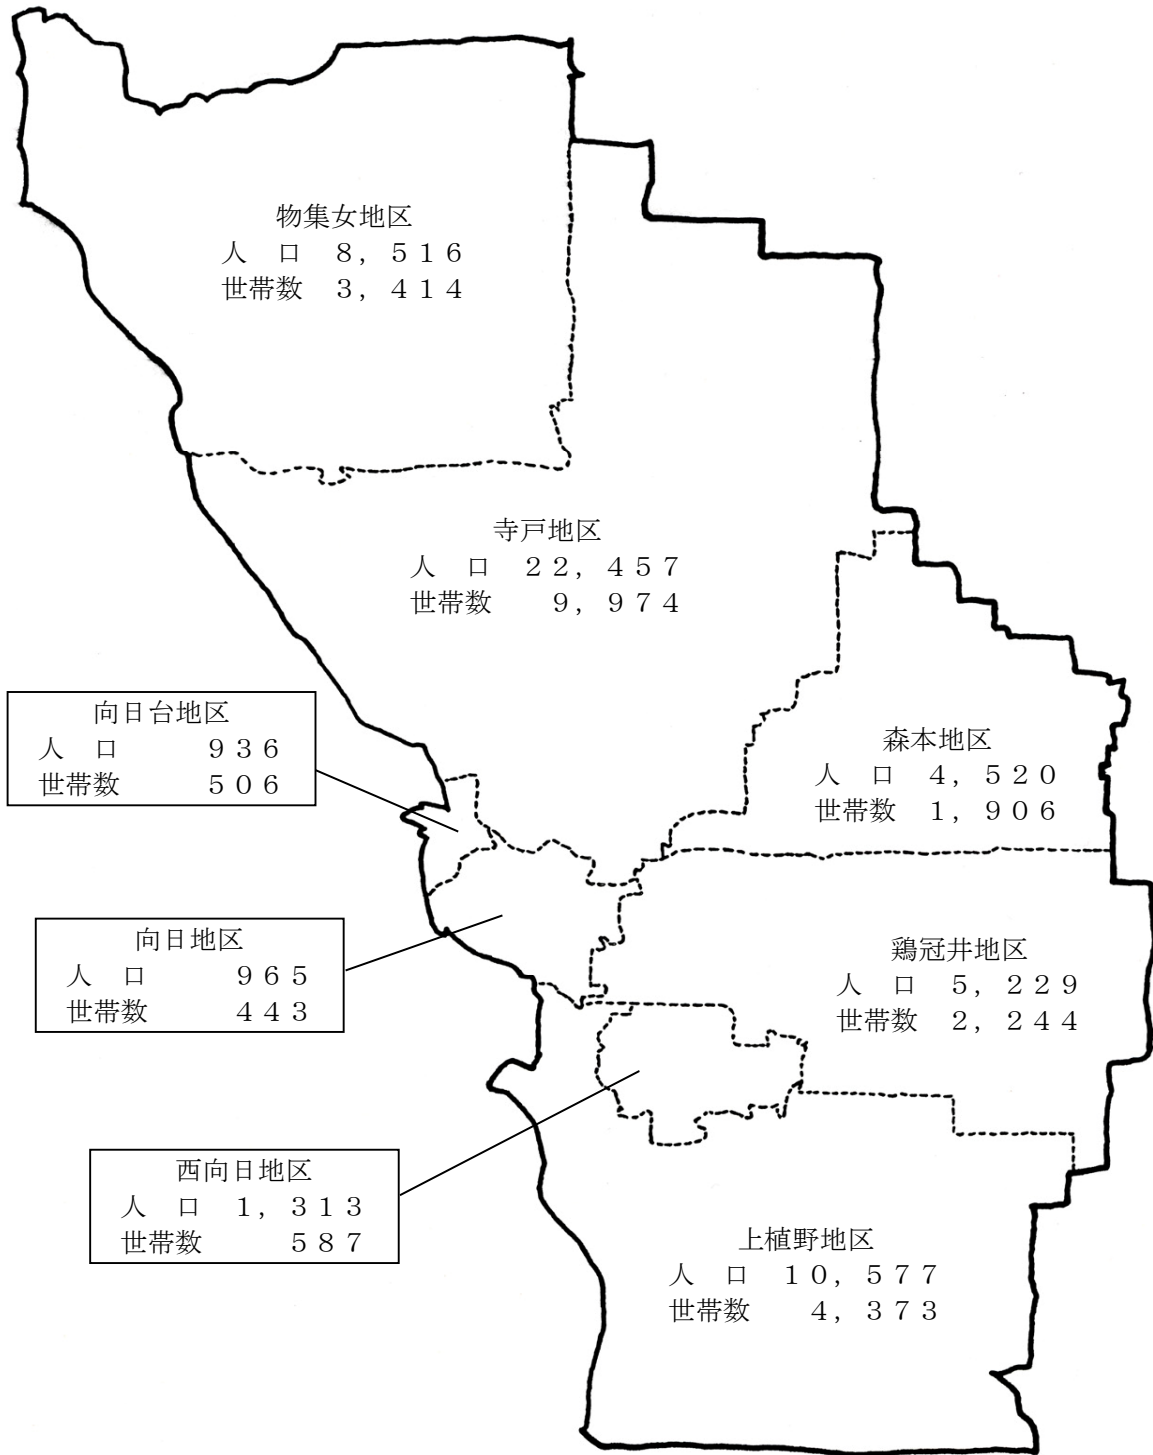 物集女地区
人　口　８，５１６
世帯数　３，４１４
寺戸地区
人　口　２２，４５７
世帯数　　９，９７４
向日台地区
人　口　　　９３６
世帯数　　　５０６
森本地区
人　口　４，５２０
世帯数　１，９０６
向日地区
人　口　　　９６５
世帯数　　　４４３
鶏冠井地区
人　口　５，２２９
世帯数　２，２４４
西向日地区
人　口　１，３１３
世帯数　　　５８７
上植野地区
人　口　１０，５７７
世帯数　　４，３７３